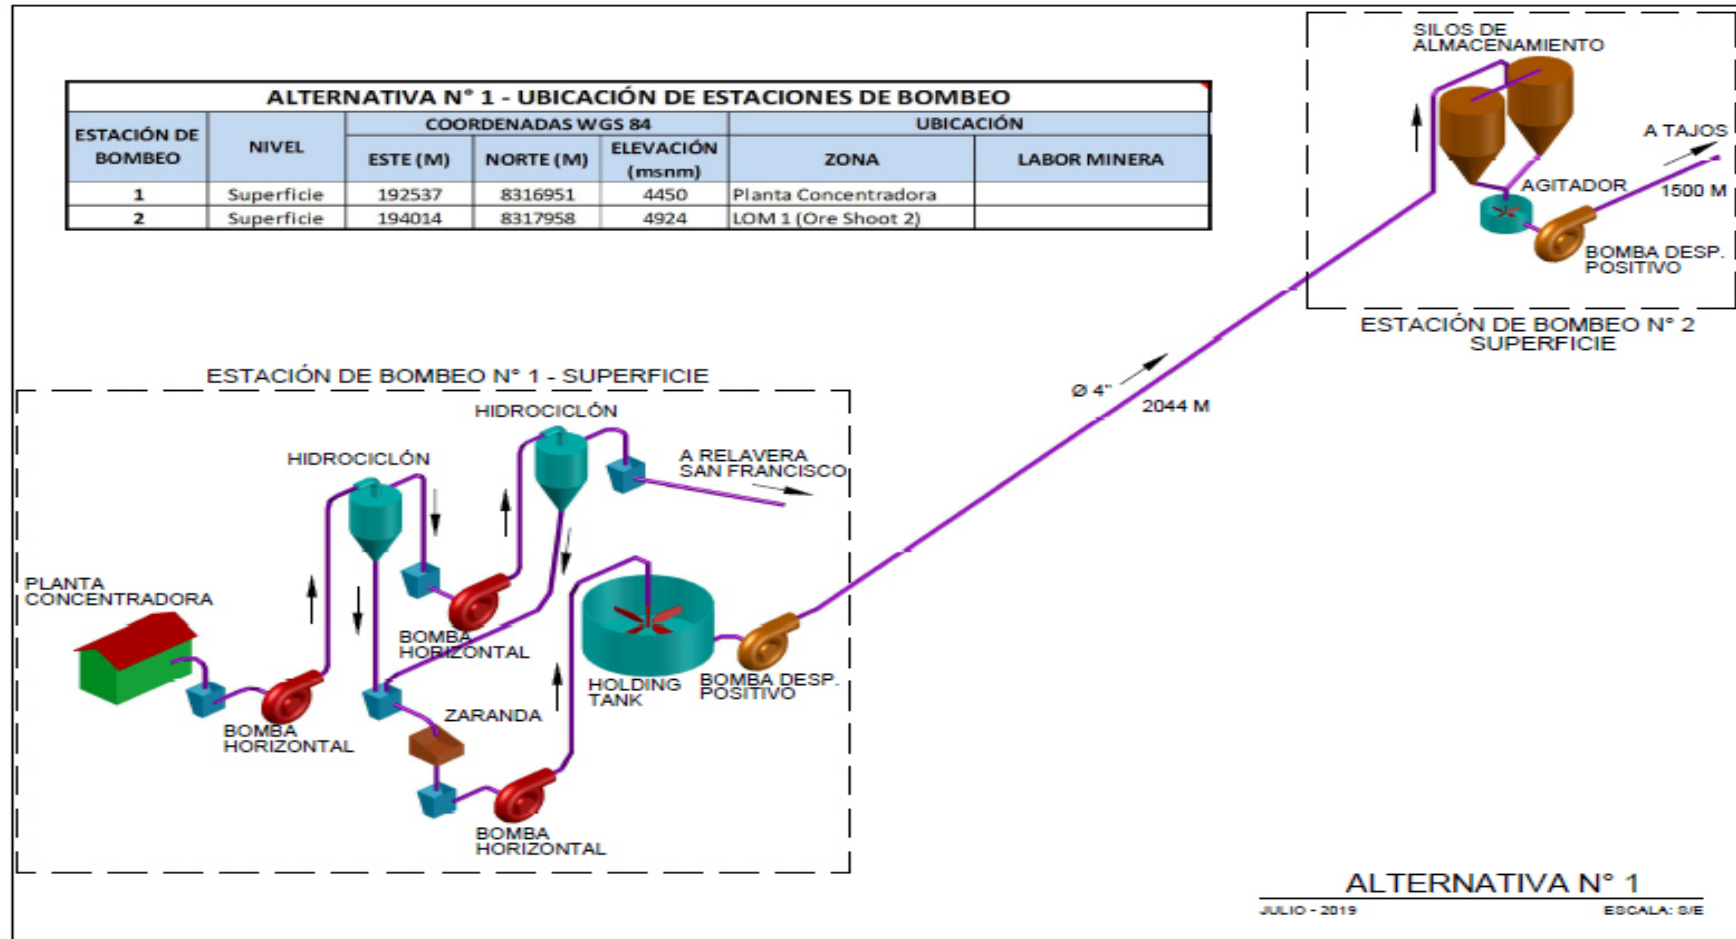 SILOS DE
ALMACENAMIENTO
ALTERNATIVA N° 1 - UBICACIÓN DE ESTACIONES DE BOMBEO
ESTACIÓN DE BOMBEO NIVEL COORDENADAS WGS 84 UBICACIÓN
ESTE (M) NORTE (M) ELEVACIÓN (msnm) ZONA LABOR MINERA
1 Superficie 192537 8316951 4450 Planta Concentradora
2 Superficie 194014 8317958 4924 LOM 1 (Ore Shoot 2)
A TAJOS
1500 M
AGITADOR
BOMBA DESP.
POSITIVO
ESTACIÓN DE BOMBEO N° 2
SUPERFICIE
ESTACIÓN DE BOMBEO N° 1 - SUPERFICIE
Ø 4"
2044 M
HIDROCICLÓN
HIDROCICLÓN
A RELAVERA
SAN FRANCISCO
PLANTA
CONCENTRADORA
BOMBA
HORIZONTAL
HOLDING
TANK
BOMBA DESP.
POSITIVO
ZARANDA
BOMBA
HORIZONTAL
BOMBA
HORIZONTAL
ALTERNATIVA N° 1
JULIO - 2019
ESCALA: S/E